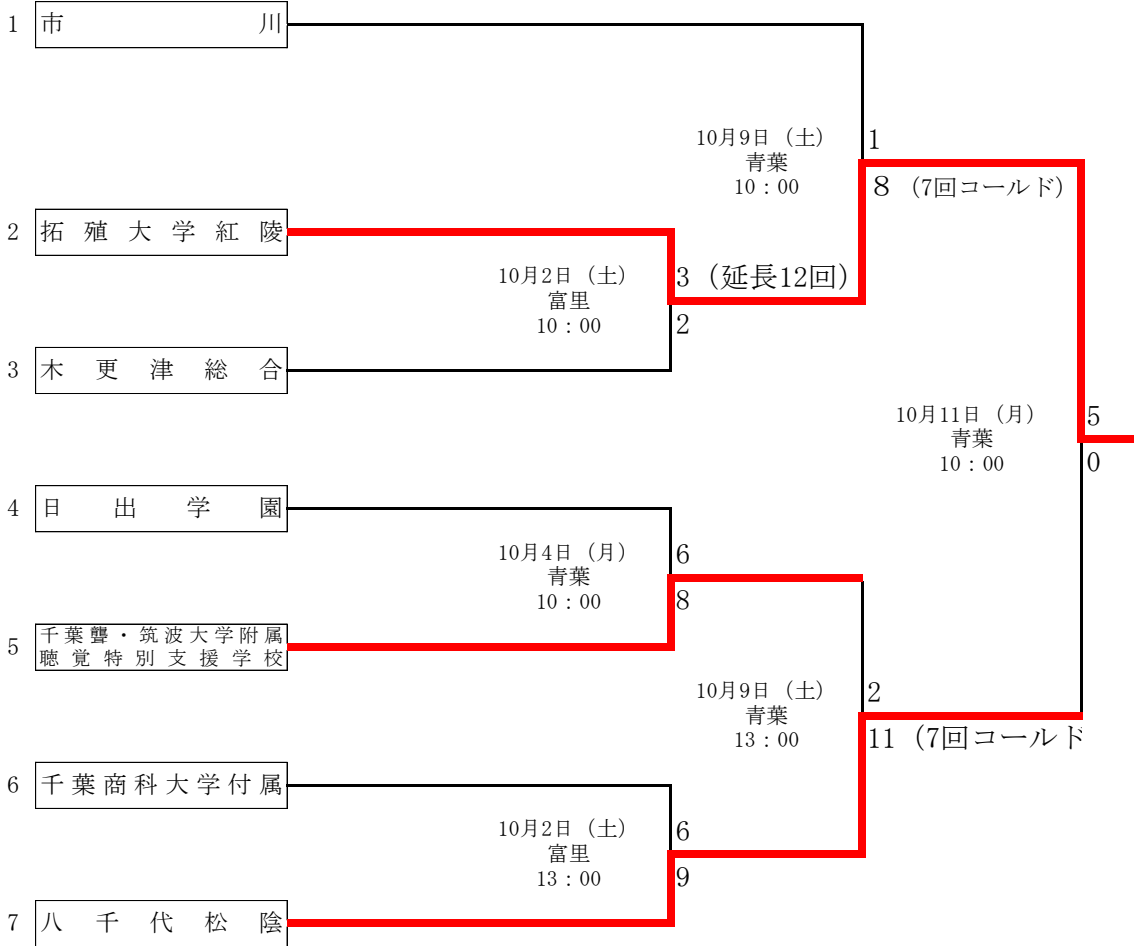 1 市川
10月9日（土）
青葉
10：00
1
8 （7回コールド）
2 拓殖大学紅陵
10月2日（土）
富里
10：00
3（延長12回）
2
3 木更津総合
10月11日（月）
青葉
10：00
5
0
4 日出学園
10月4日（月）
青葉
10：00
6
8
5 千葉聾・筑波大学附属
聴覚特別支援学校
10月9日（土）
青葉
13：00
2
11（7回コールド
6 千葉商科大学付属
10月2日（土）
富里
13：00
6
9
7 八千代松陰